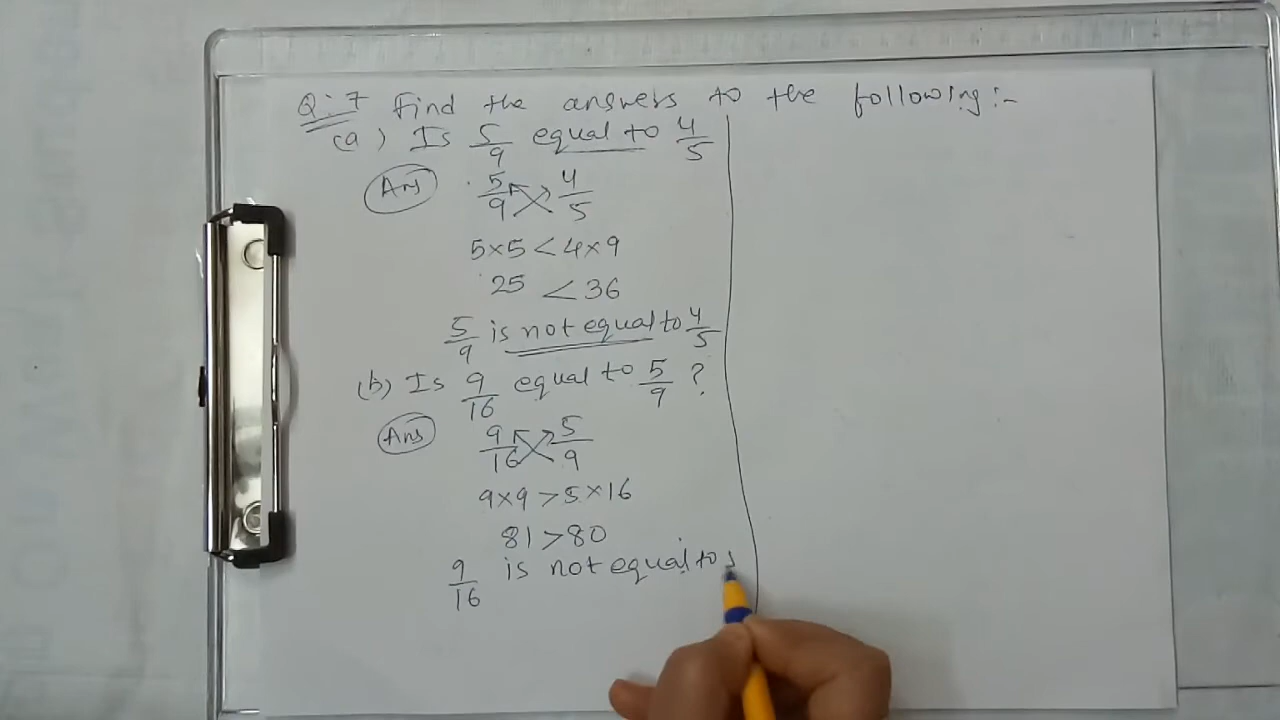 Q:7 Find the answers to the following:-
(a) Is 5/9 equal to 4/5
Ans 5/9 4/5
5×5 < 4×9
25 < 36
5/9 is not equal to 4/5
(b) Is 9/16 equal to 5/9 ?
Ans 9/16 5/9
9×9 > 5×16
81 > 80
9/16 is not equal to